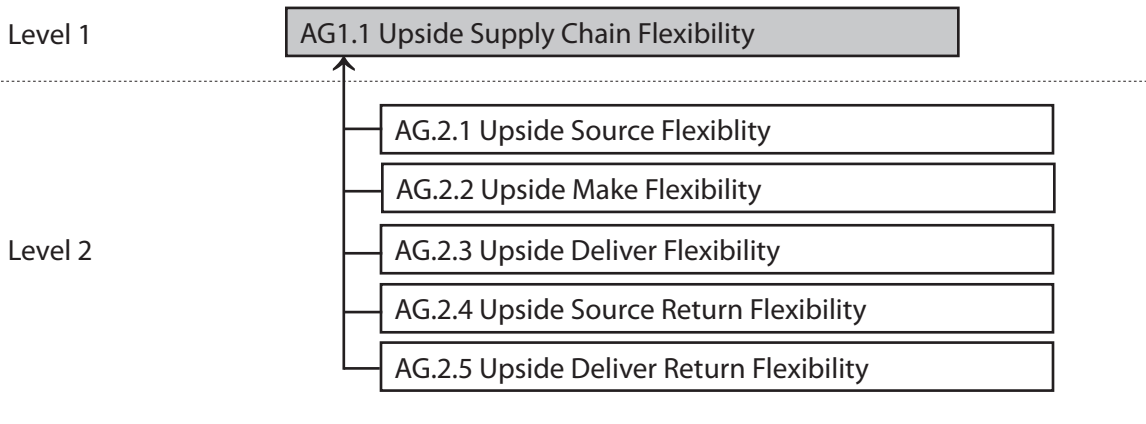 Level 1
AG1.1 Upside Supply Chain Flexibility
AG.2.1 Upside Source Flexiblity
AG.2.2 Upside Make Flexibility
Level 2
AG.2.3 Upside Deliver Flexibility
AG.2.4 Upside Source Return Flexibility
AG.2.5 Upside Deliver Return Flexibility